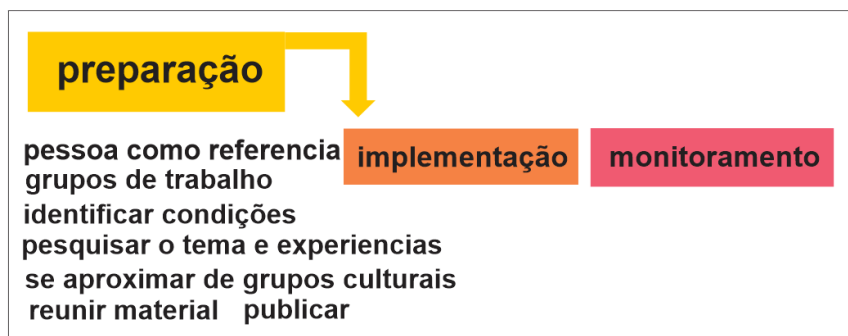 preparação
pessoa como referencia
grupos de trabalho
implementação
monitoramento
identificar condições
pesquisar o tema e experiencias
se aproximar de grupos culturais
reunir material publicar